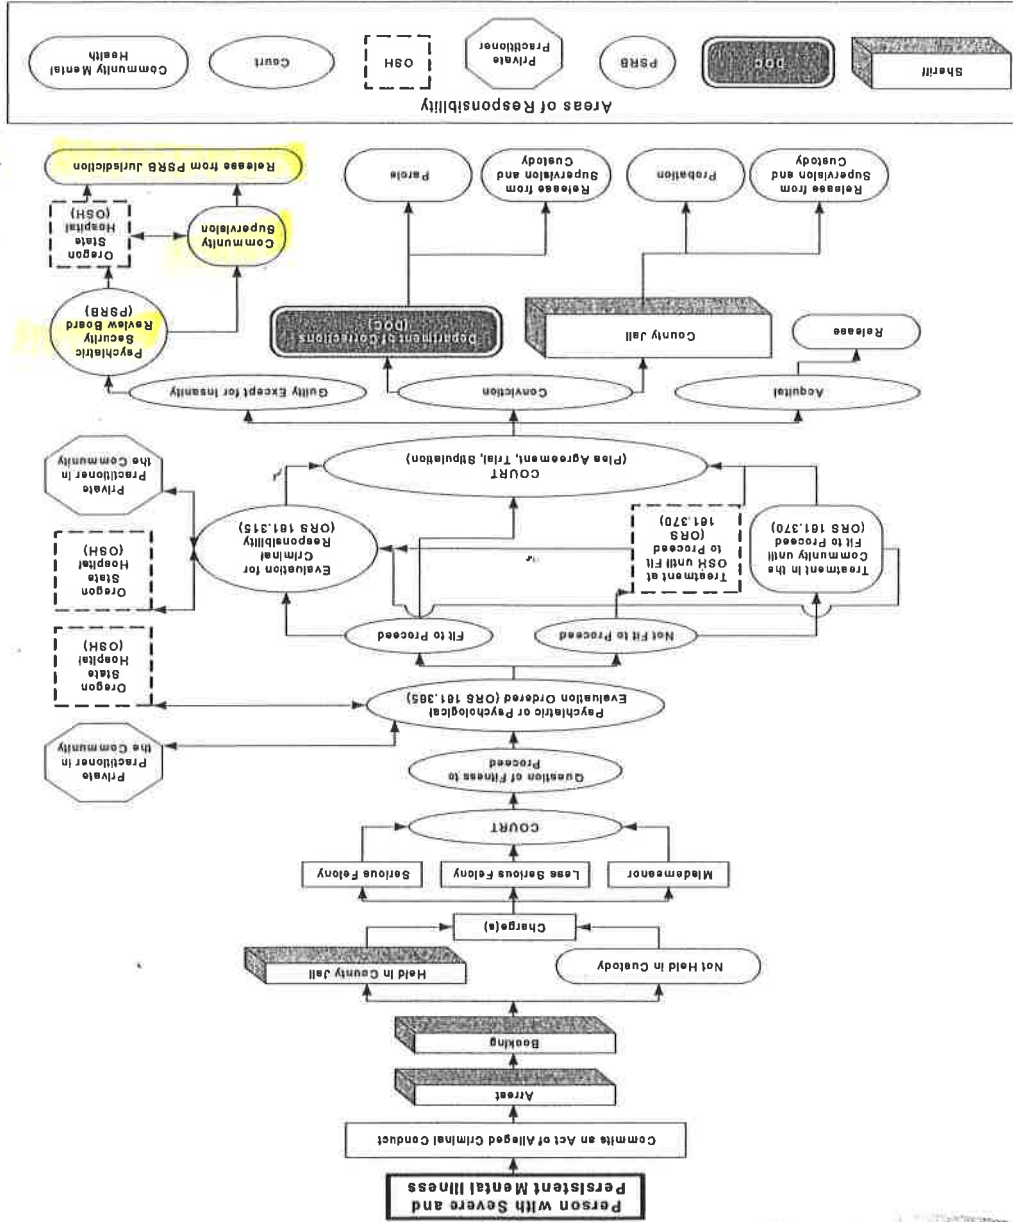 Person with Severe and
Persistent Mental Illness
Commits an Act of Alleged Criminal Conduct
Arrest
Booking
Not Held in Custody
Held in County Jail
Charge(s)
Misdemeanor
Less Serious Felony
Serious Felony
COURT
Question of Fitness to
Proceed
Psychiatric or Psychological
Evaluation Ordered (ORS 161.365)
Private
Practitioner in
the Community
Oregon
State
Hospital
(OSH)
Not Fit to Proceed
Fit to Proceed
Treatment in the
Community until
Fit to Proceed
(ORS 161.370)
Treatment at
OSH until Fit
to Proceed
(ORS
161.370)
Evaluation for
Criminal
Responsibility
(ORS 161.315)
Oregon
State
Hospital
(OSH)
Private
Practitioner in
the Community
COURT
(Plea Agreement, Trial, Stipulation)
Acquital
Conviction
Guilty Except for Insanity
Release
County Jail
Department of Corrections
(DOC)
Psychiatric
Security
Review Board
(PSRB)
Community
Supervision
Oregon
State
Hospital
(OSH)
Release from
Supervision and
Custody
Probation
Release from
Supervision and
Custody
Parole
Release from PSRB Jurisdiction
Areas of Responsibility
Sheriff
DOC
PSRB
Private
Practitioner
OSH
Court
Community Mental
Health